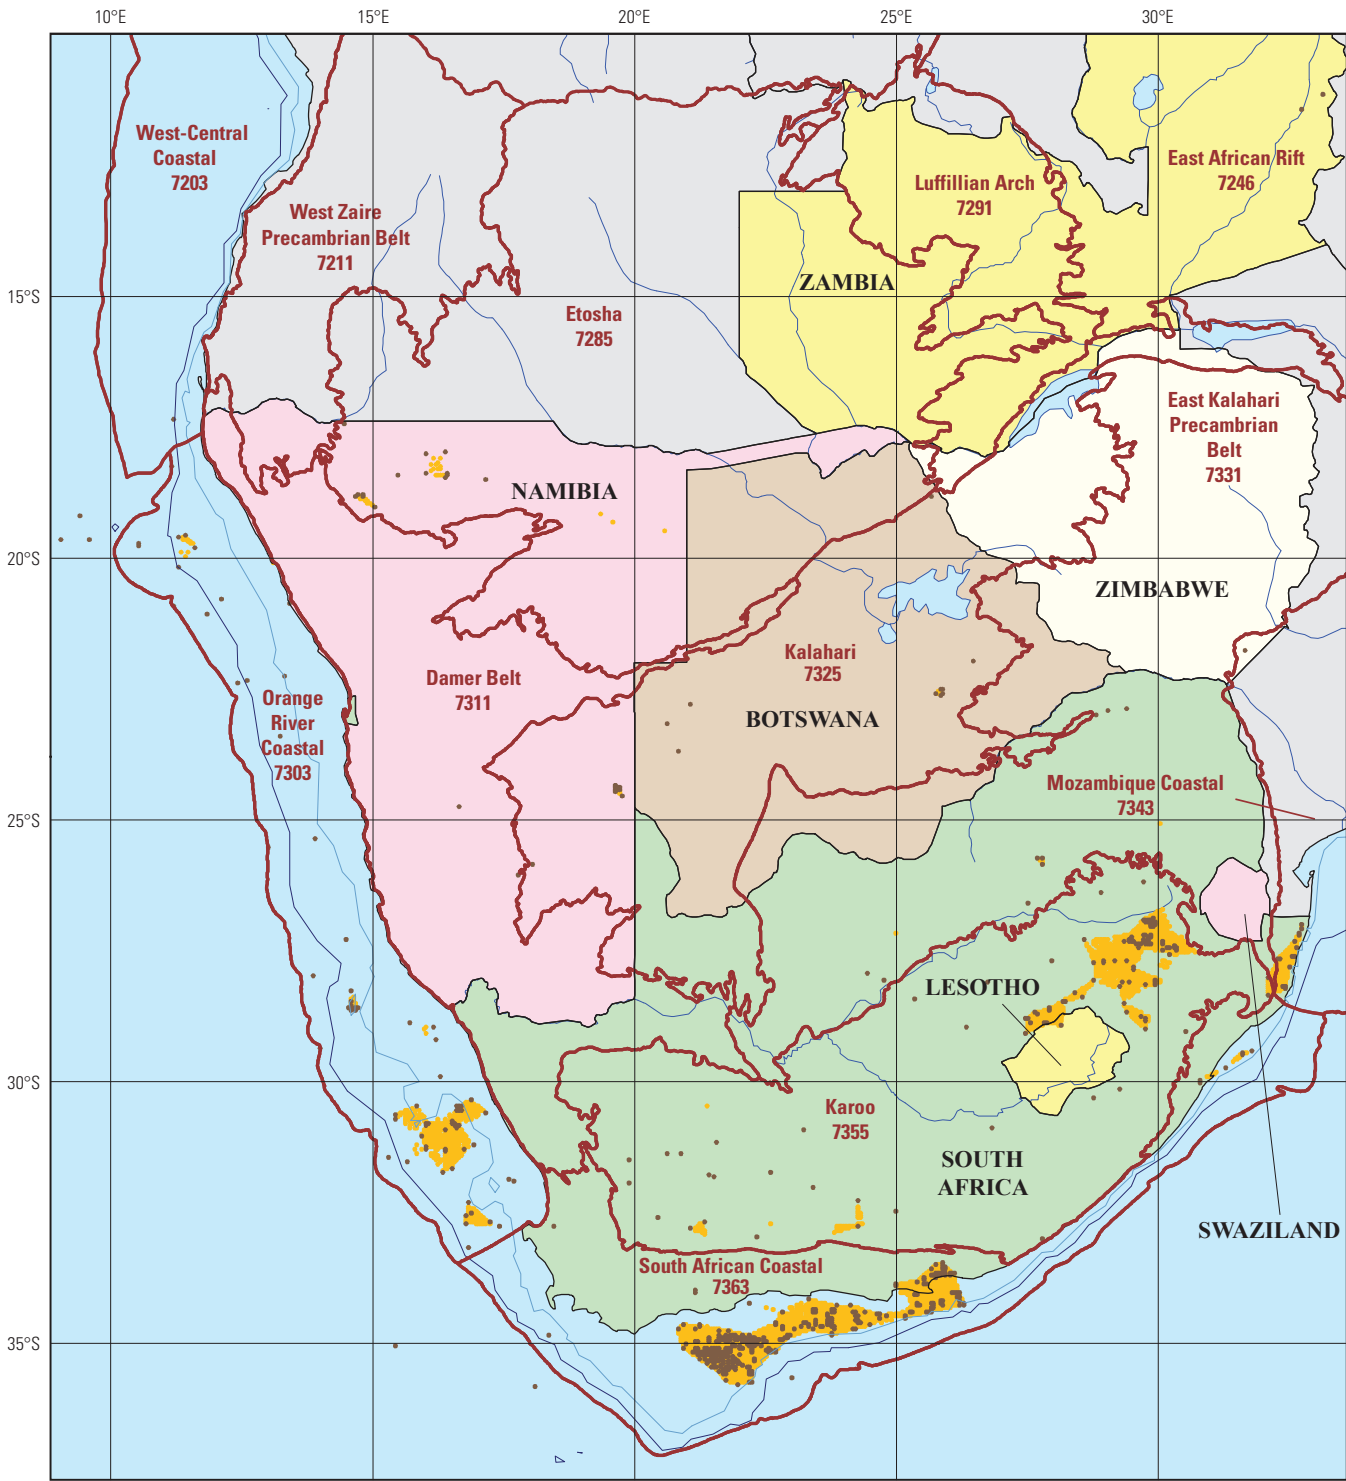 10°E
15°E
20°E
25°E
30°E
West-Central
Coastal
7203
West Zaire
Precambrian Belt
7211
Luffillian Arch
7291
East African Rift
7246
ZAMBIA
15°S
Etosha
7285
East Kalahari
Precambrian
Belt
7331
NAMIBIA
20°S
ZIMBABWE
Kalahari
7325
Damer Belt
7311
BOTSWANA
Orange
River
Coastal
7303
Mozambique Coastal
7343
25°S
LESOTHO
30°S
Karoo
7355
SOUTH
AFRICA
SWAZILAND
South African Coastal
7363
35°S